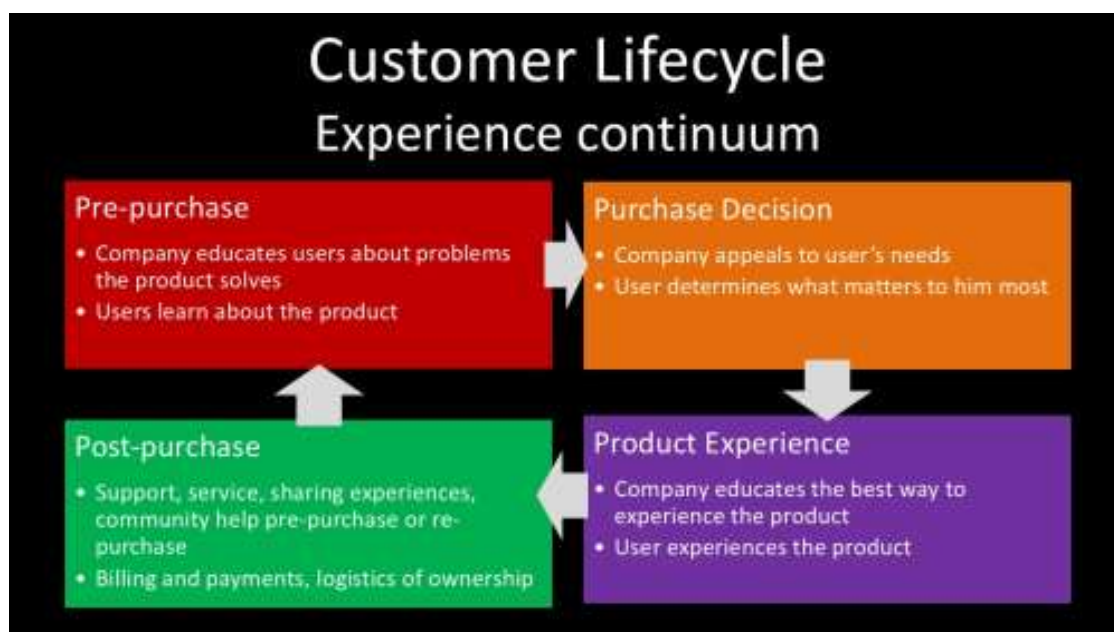 Customer Lifecycle
Experience continuum
Pre-purchase
• Company educates users about problems
the product solves
• Users learn about the product
Purchase Decision
• Company appeals to user's needs
• User determines what matters to him most
Product Experience
• Company educates the best way to
experience the product
• User experiences the product
Post-purchase
• Support, service, sharing experiences,
community help pre-purchase or re-
purchase
• Billing and payments, logistics of ownership